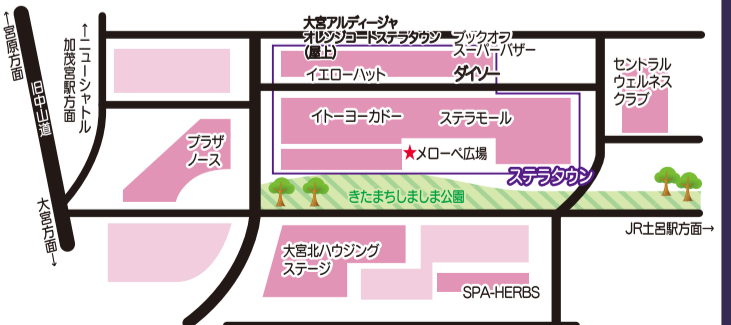 ←宮原方面
旧中山道
大宮方面→
←ニューシャトル
加茂宮駅方面
大宮アルディージャ
オレンジコートステラタウン
(屋上)
ブックオフ
スーパーバザー
イエローハット
ダイソー
セントラル
ウェルネス
クラブ
イトーヨーカドー
ステラモール
プラザ
ノース
★メローペ広場
ステラタウン
きたまちしましま公園
JR土呂駅方面→
大宮北ハウジング
ステージ
SPA-HERBS